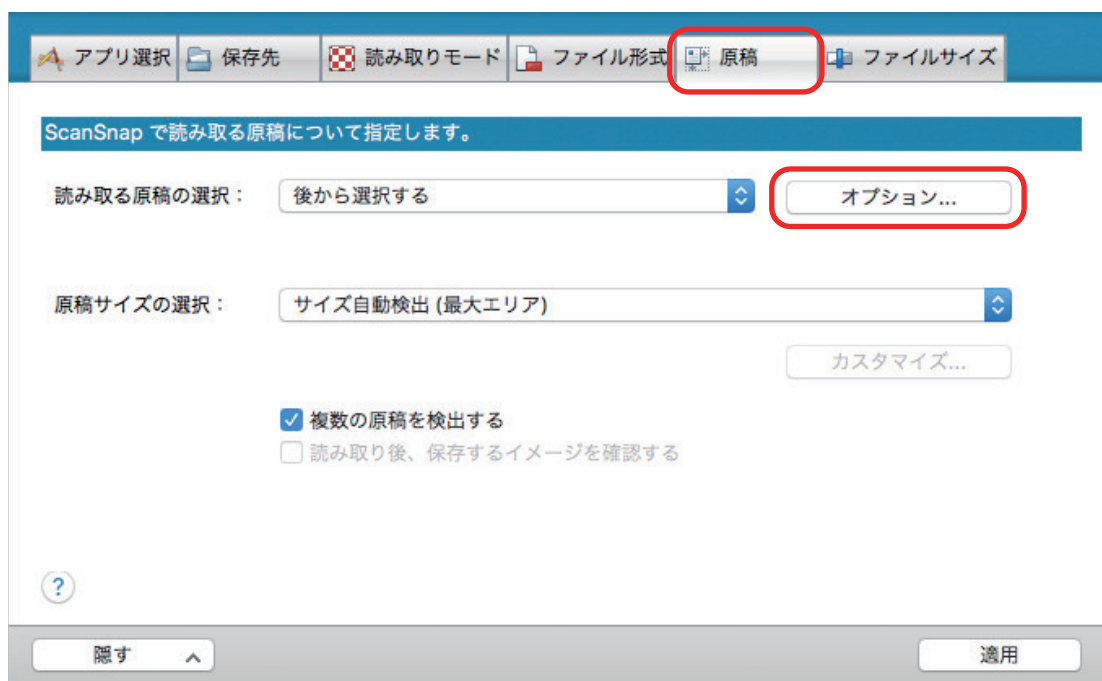 アプリ選択 保存先 読み取りモード ファイル形式 原稿 ファイルサイズ
ScanSnap で読み取る原稿について指定します。
読み取る原稿の選択： 後から選択する オプション...
原稿サイズの選択： サイズ自動検出 (最大エリア)
カスタマイズ...
複数の原稿を検出する
読み取り後、保存するイメージを確認する
?
隠す 適用